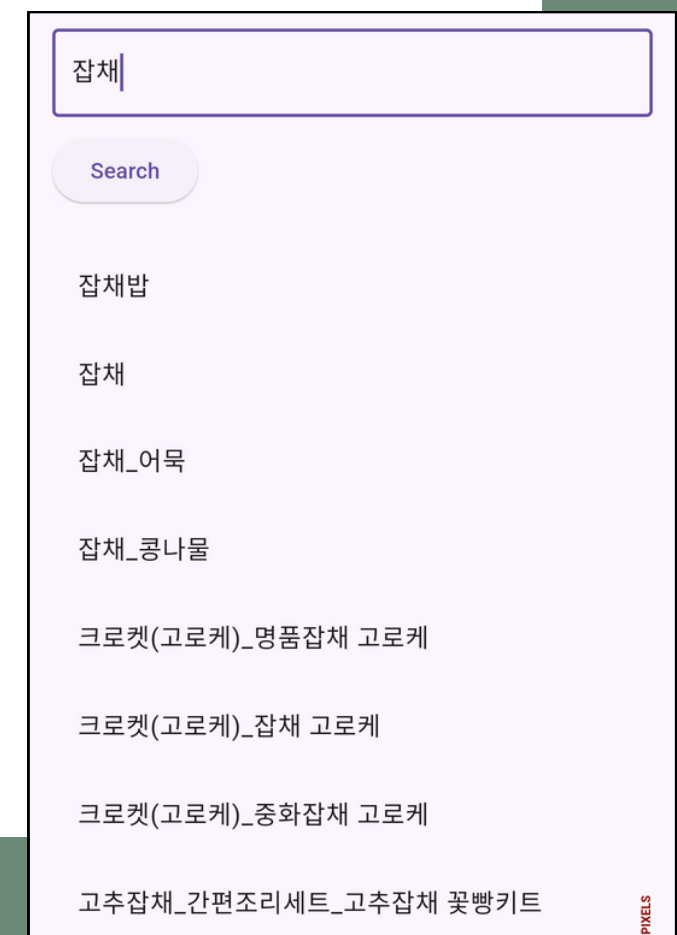 잡채
Search
잡채밥
잡채
잡채_어묵
잡채_콩나물
크로켓(고로케)_명품잡채 고로케
크로켓(고로케)_잡채 고로케
크로켓(고로케)_중화잡채 고로케
고추잡채_간편조리세트_고추잡채 꽃빵키트
PIXELS